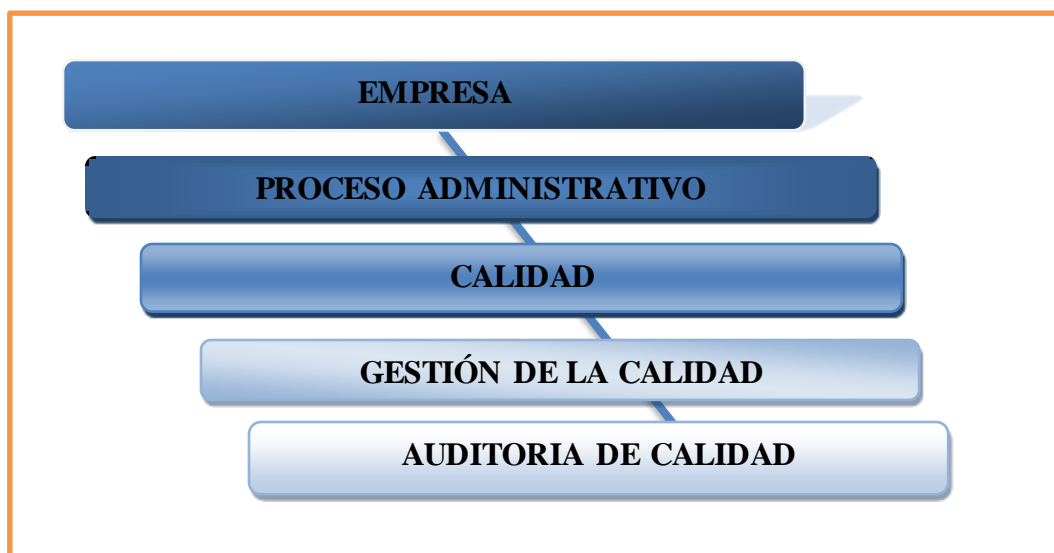 EMPRESA
PROCESO ADMINISTRATIVO
CALIDAD
GESTIÓN DE LA CALIDAD
AUDITORIA DE CALIDAD